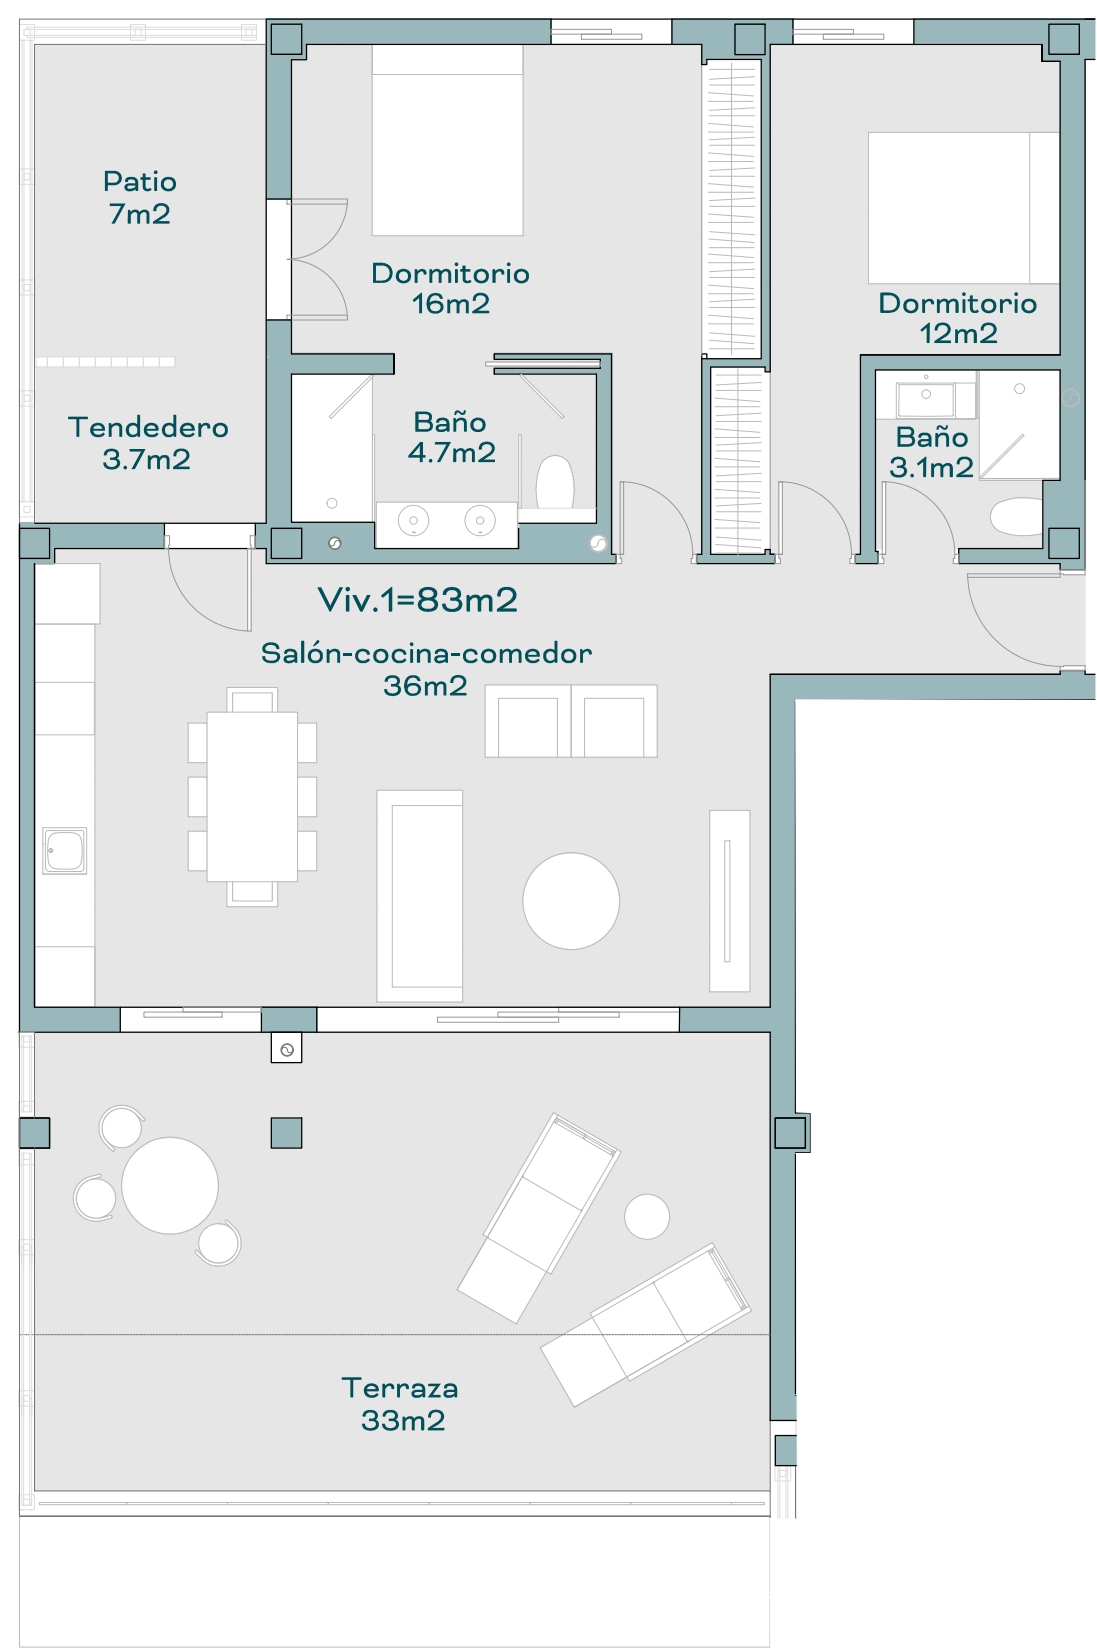 Patio
7m2
Dormitorio
16m2
Dormitorio
12m2
Tendedero
3.7m2
Baño
4.7m2
Baño
3.1m2
Viv.1=83m2
Salón-cocina-comedor
36m2
Terraza
33m2